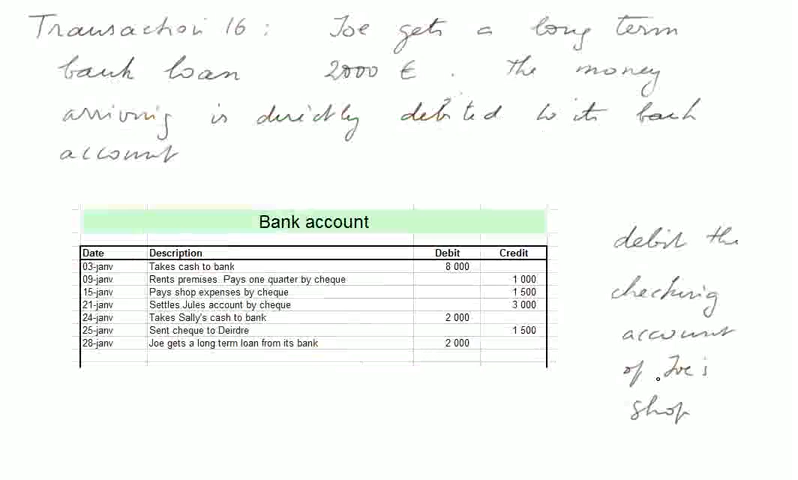 Transaction 16 : Joe gets a long term
bank loan 2000 € . The money
arriving is directly debited to its bank
account
Bank account
Date Description Debit Credit
03-janv Takes cash to bank 8 000
09-janv Rents premises. Pays one quarter by cheque 1 000
15-janv Pays shop expenses by cheque 1 500
21-janv Settles Jules account by cheque 3 000
24-janv Takes Sally's cash to bank 2 000
25-janv Sent cheque to Deirdre 1 500
28-janv Joe gets a long term loan from its bank 2 000
debit the
checking
account
of Joe's
shop